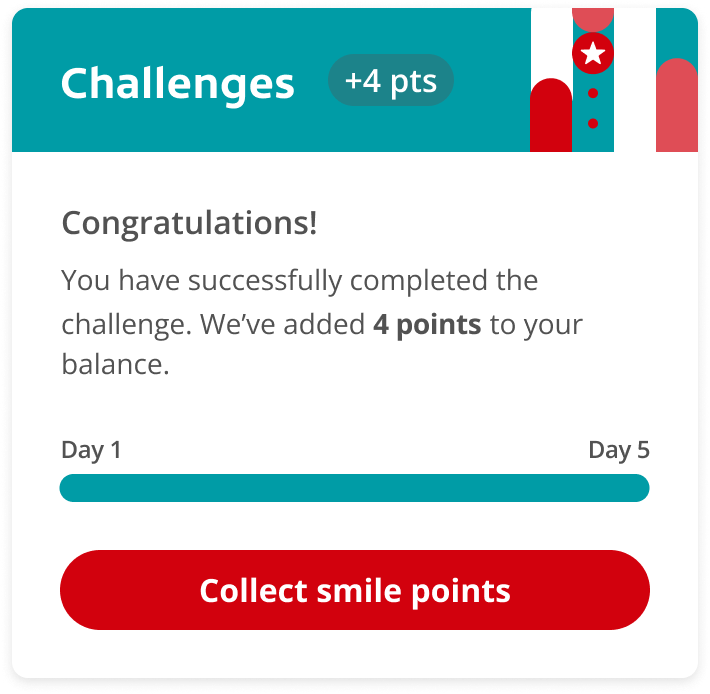 Challenges +4 pts
Congratulations!
You have successfully completed the
challenge. We’ve added 4 points to your
balance.
Day 1 Day 5
Collect smile points